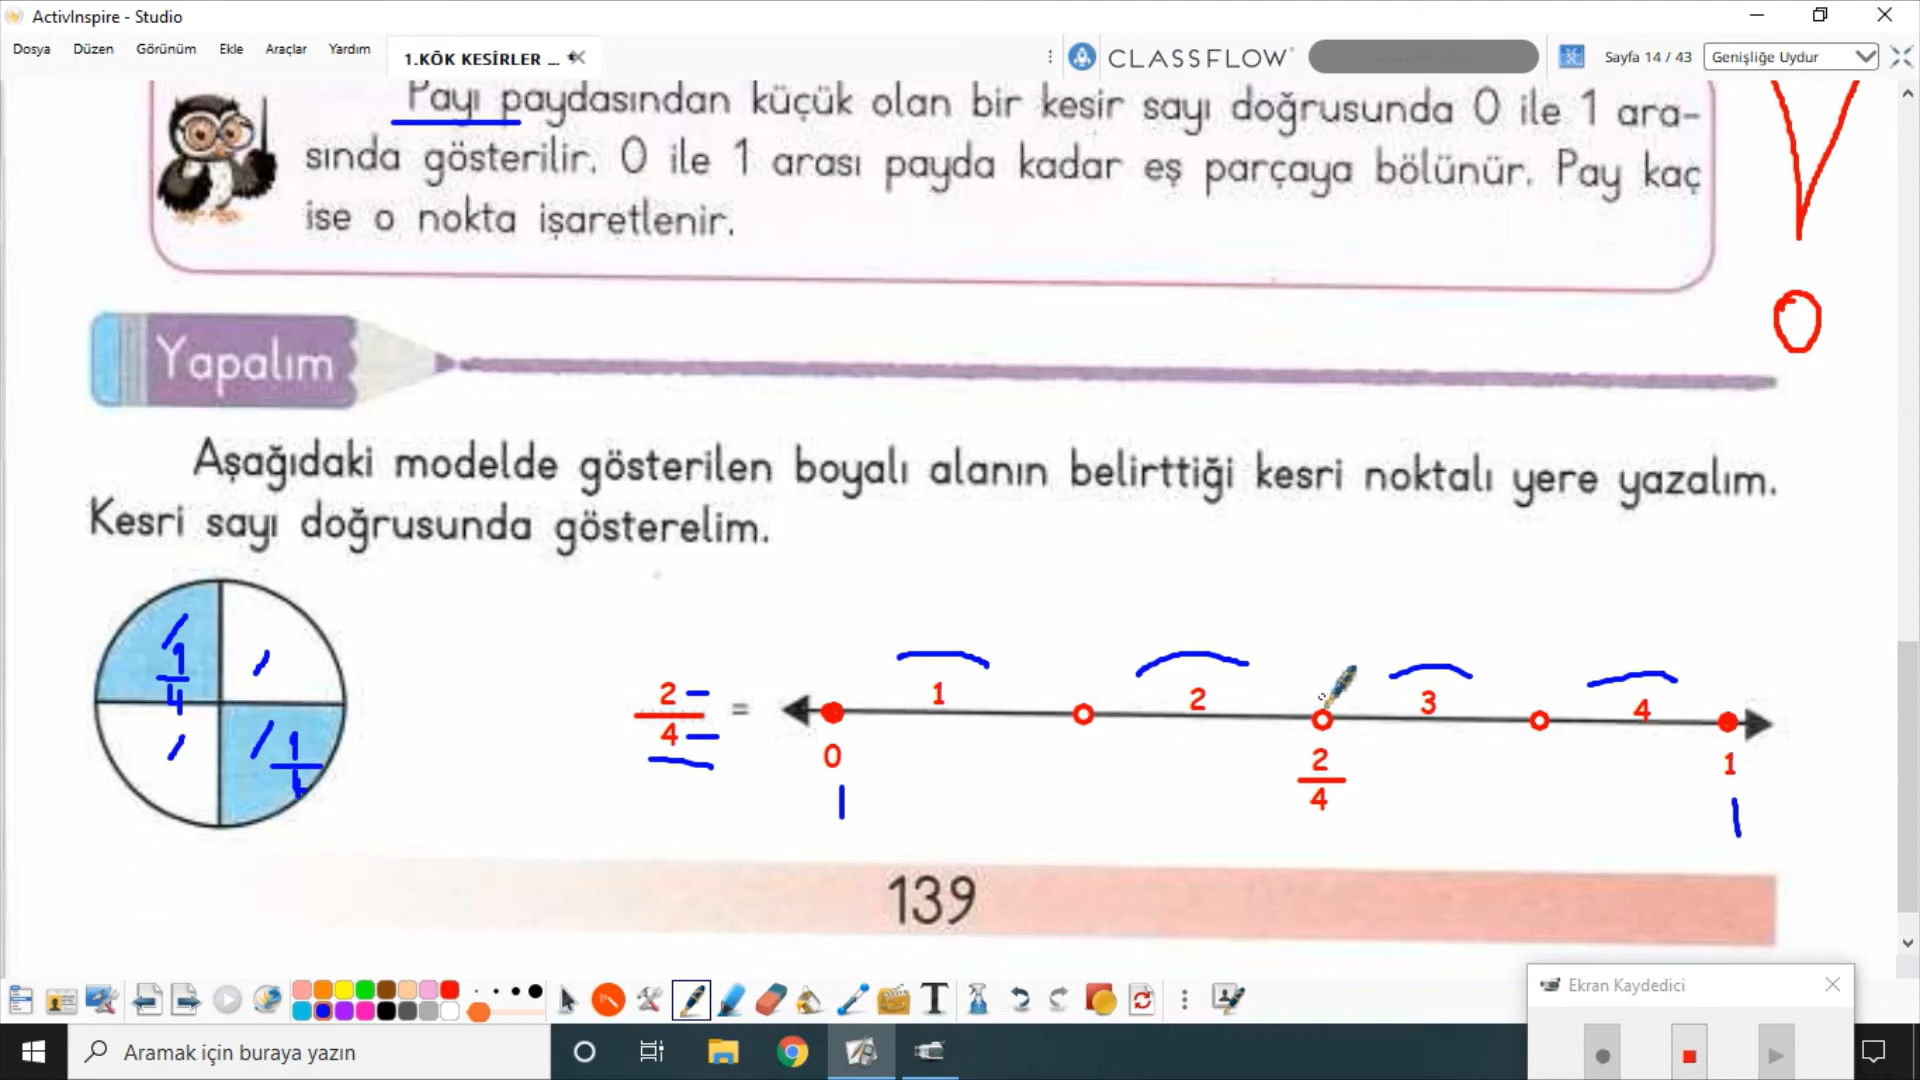 ActivInspire - Studio
Dosya Düzen Görünüm Ekle Araçlar Yardım
1.KÖK KESİRLER ...
CLASSFLOW
Sayfa 14 / 43
Genişliğe Uydur
Payı paydasından küçük olan bir kesir sayı doğrusunda 0 ile 1 ara-
sında gösterilir. 0 ile 1 arası payda kadar eş parçaya bölünür. Pay kaç
ise o nokta işaretlenir.
Yapalım
Aşağıdaki modelde gösterilen boyalı alanın belirttiği kesri noktalı yere yazalım.
Kesri sayı doğrusunda gösterelim.
1
4
1
2
4
=
1 2 3 4
0
2
4
1
139
Ekran Kaydedici
Aramak için buraya yazın